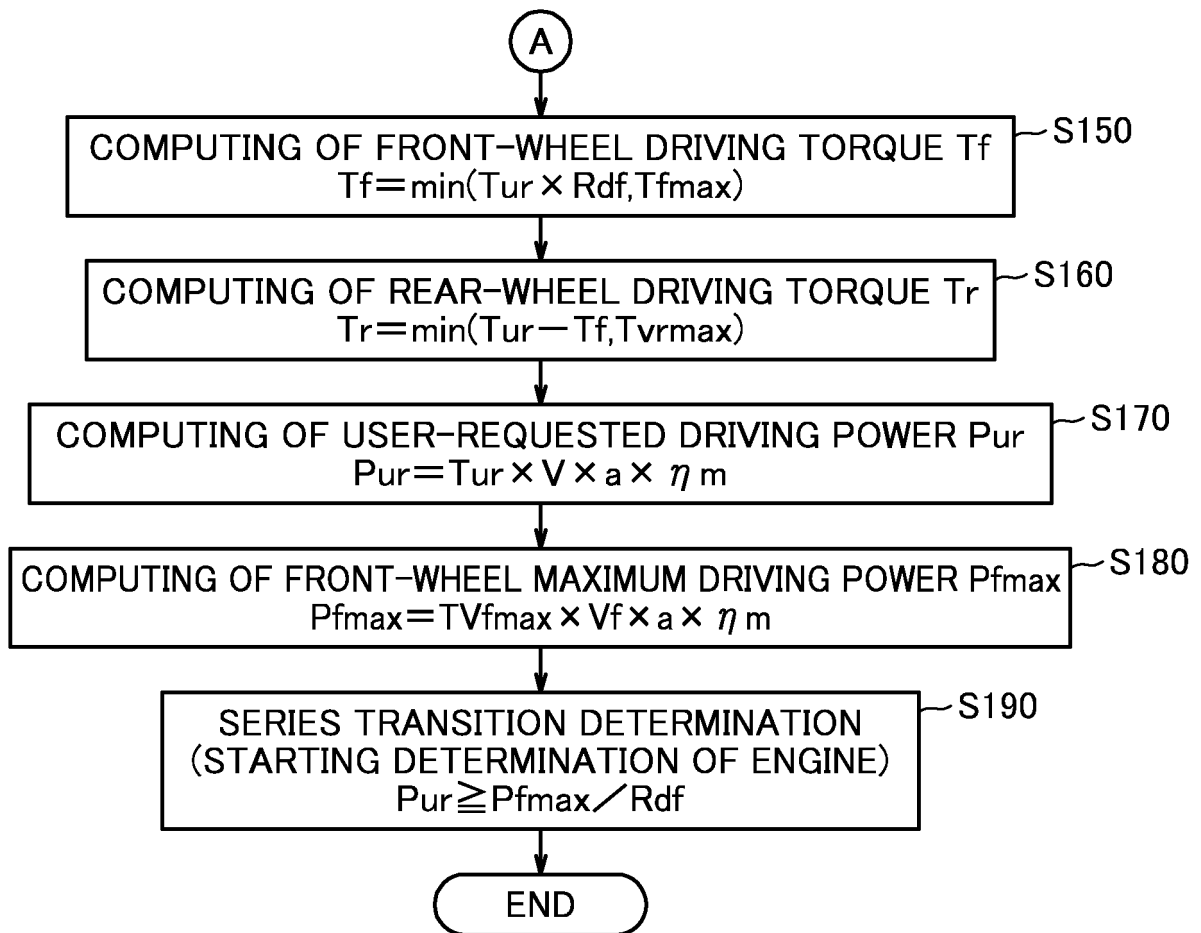 A
COMPUTING OF FRONT-WHEEL DRIVING TORQUE Tf
Tf=min(Tur×Rdf,Tfmax)
S150
COMPUTING OF REAR-WHEEL DRIVING TORQUE Tr
Tr=min(Tur-Tf,Tvrmax)
S160
COMPUTING OF USER-REQUESTED DRIVING POWER Pur
Pur=Tur×V×a×ηm
S170
COMPUTING OF FRONT-WHEEL MAXIMUM DRIVING POWER Pfmax
Pfmax=TVfmax×Vf×a×ηm
S180
SERIES TRANSITION DETERMINATION
(STARTING DETERMINATION OF ENGINE)
Pur≧Pfmax/Rdf
S190
END